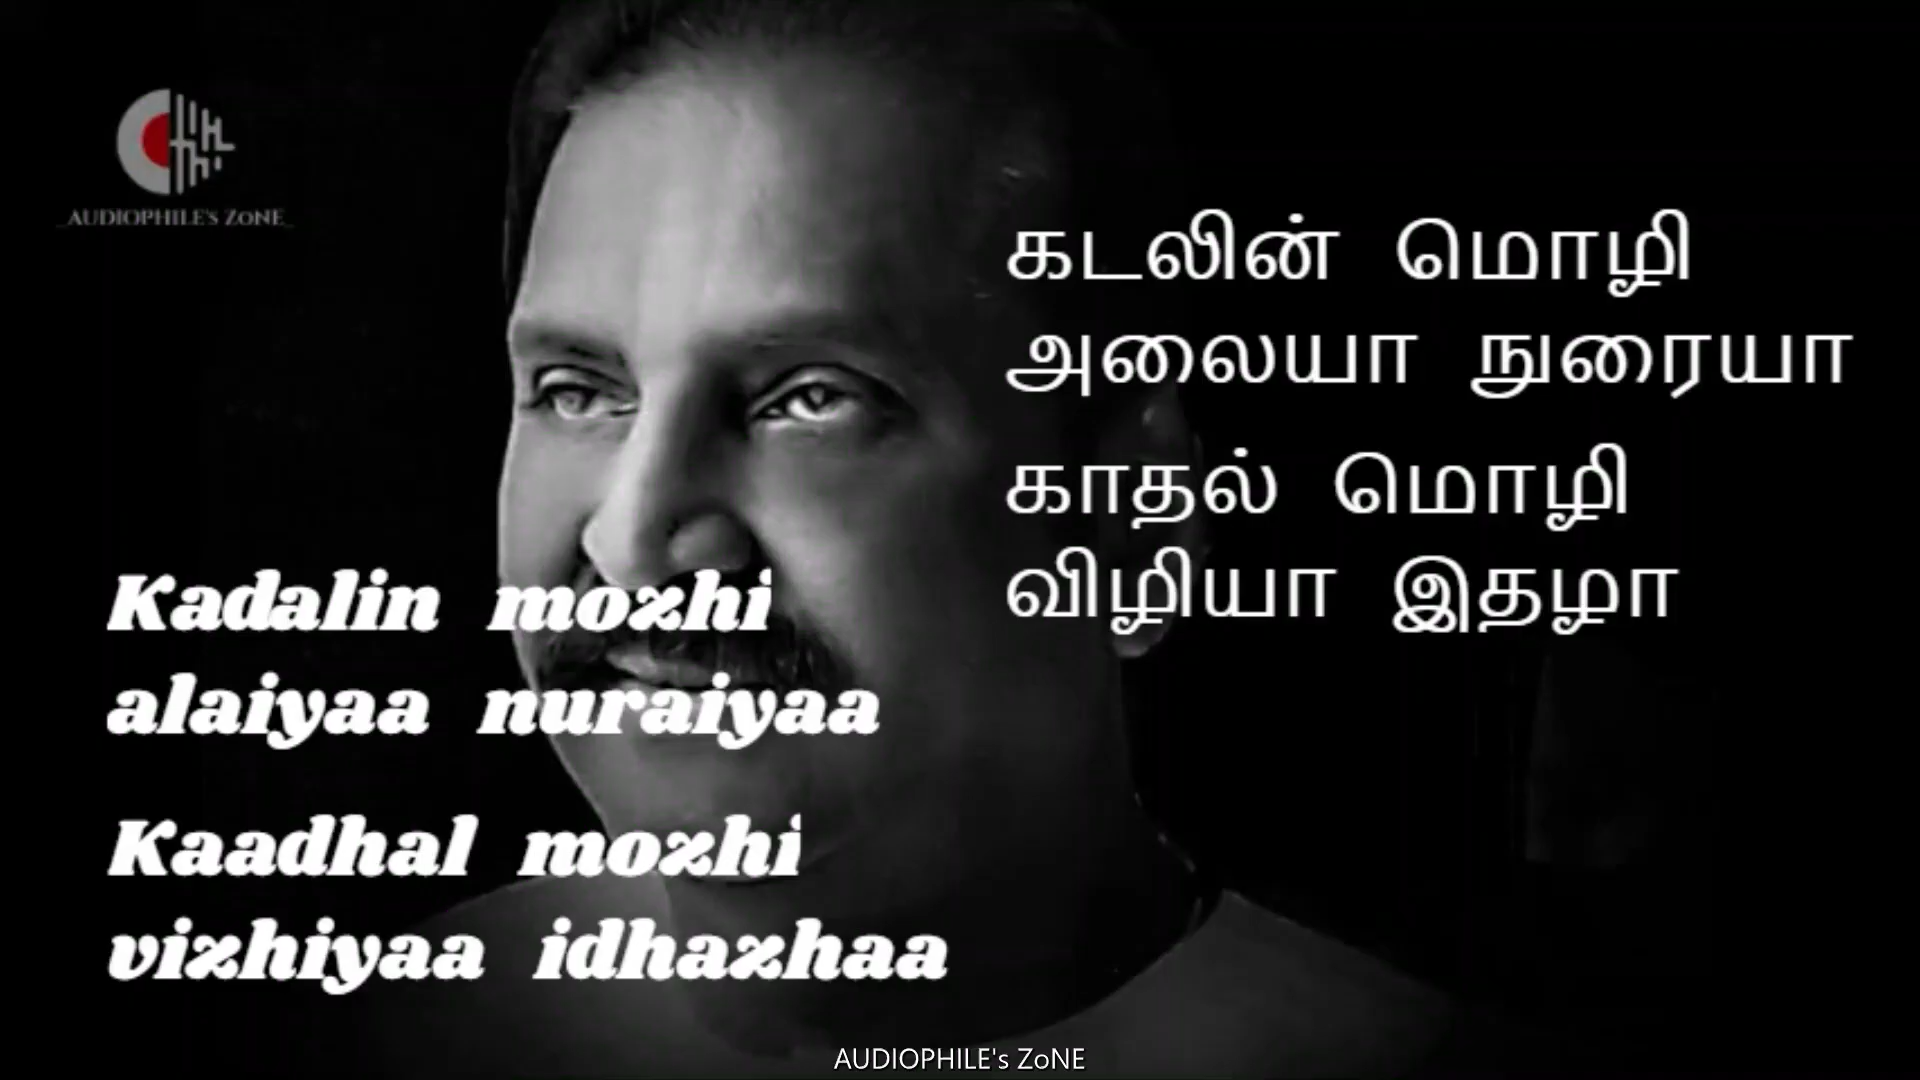 AUDIOPHILE'S ZONE
கடலின் மொழி
அலையா நுரையா
காதல் மொழி
விழியா இதழா
Kadalin mozhi
alaiyaa nuraiyaa
Kaadhal mozhi
vizhiyaa idhazhaa
AUDIOPHILE's ZoNE